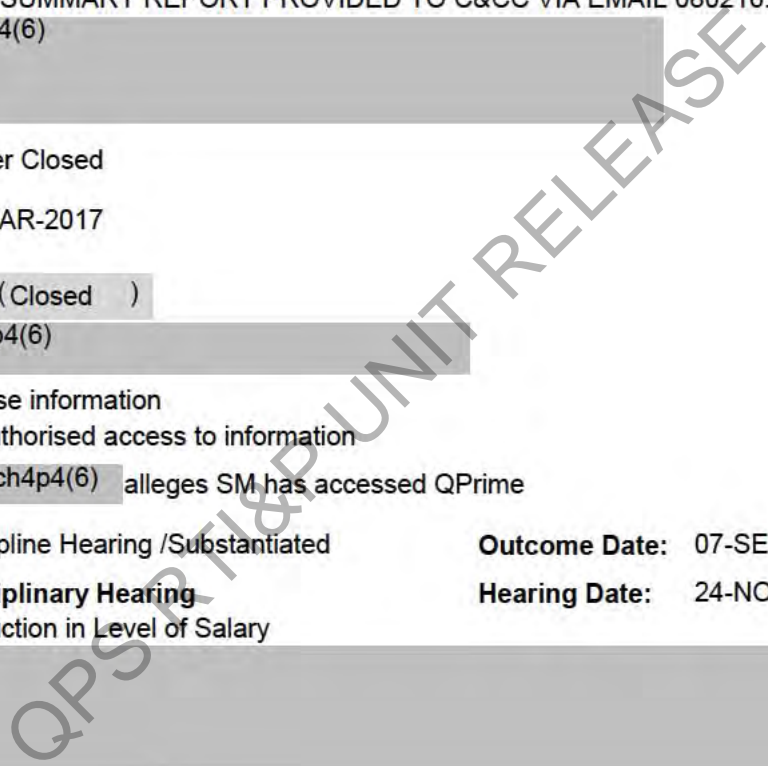 SUMMARY REPORT PROVIDED TO C&CC VIA EMAIL 080216.
4(6)
er Closed
AR-2017
(Closed )
p4(6)
se information
thorised access to information
ch4p4(6) alleges SM has accessed QPrime
pline Hearing /Substantiated Outcome Date: 07-SE
iplinary Hearing Hearing Date: 24-NO
ction in Level of Salary
QPS RTI&P UNIT RELEASE